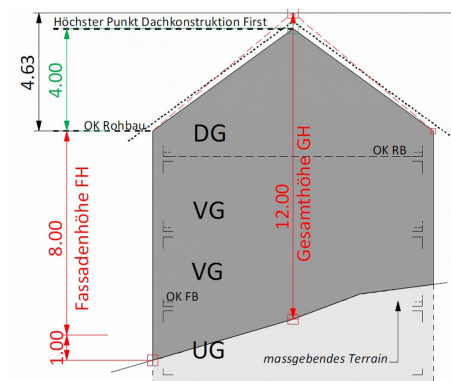 Höchster Punkt Dachkonstruktion First
4.63
4.00
OK Rohbau
DG
OK RB
8.00
Fassadenhöhe FH
12.00
Gesamthöhe GH
VG
VG
OK FB
1.00
UG
massgebendes Terrain